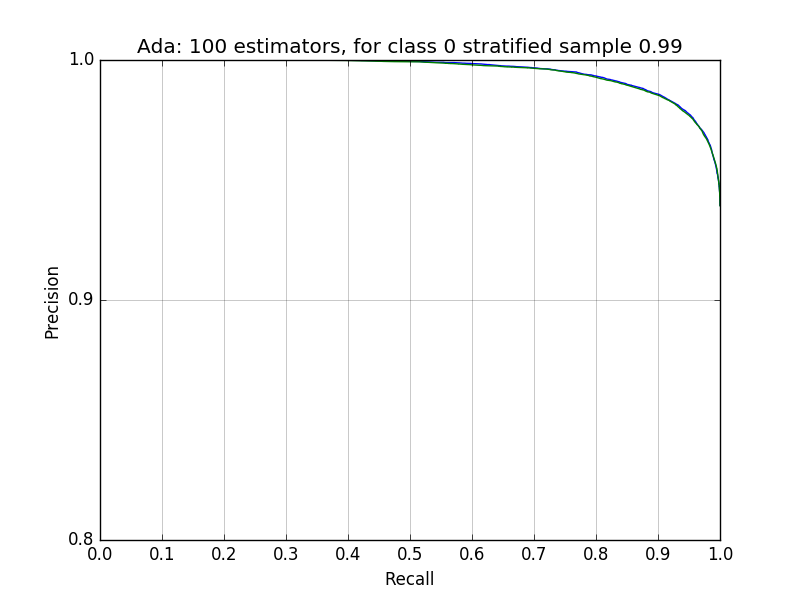 Ada: 100 estimators, for class 0 stratified sample 0.99
1.0
0.9
0.8
Precision
0.0 0.1 0.2 0.3 0.4 0.5 0.6 0.7 0.8 0.9 1.0
Recall